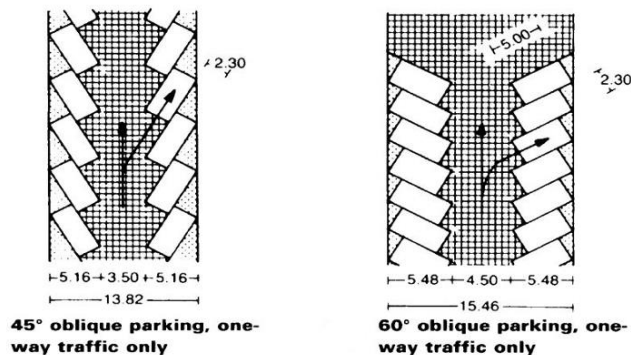 2.30
5.00
2.30
5.16 3.50 5.16
13.82
5.48 4.50 5.48
15.46
45° oblique parking, one-
way traffic only
60° oblique parking, one-
way traffic only